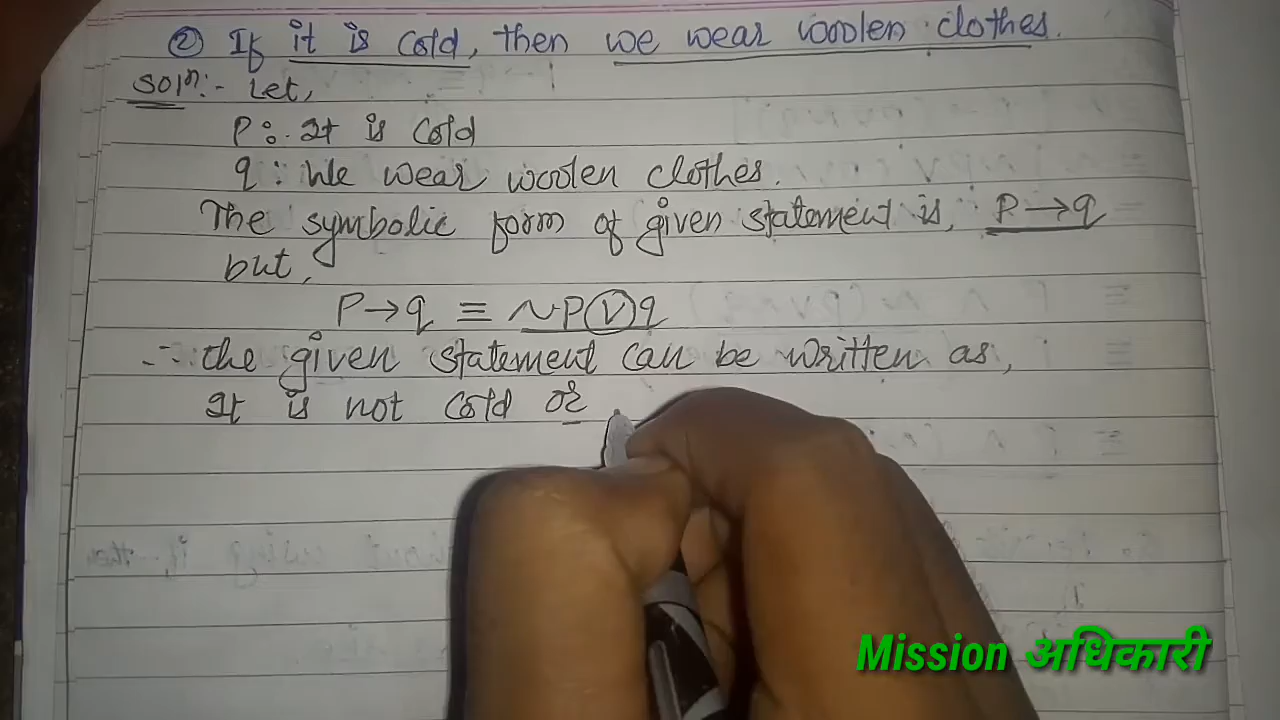 ② If it is cold, then we wear woolen clothes.
Soln:- Let,
P: It is cold
q : We wear woolen clothes.
The symbolic form of given statement is, P→q
but,
P→q ≡ ~P∨q
∴ the given statement can be written as,
It is not cold or
Mission अधिकारी